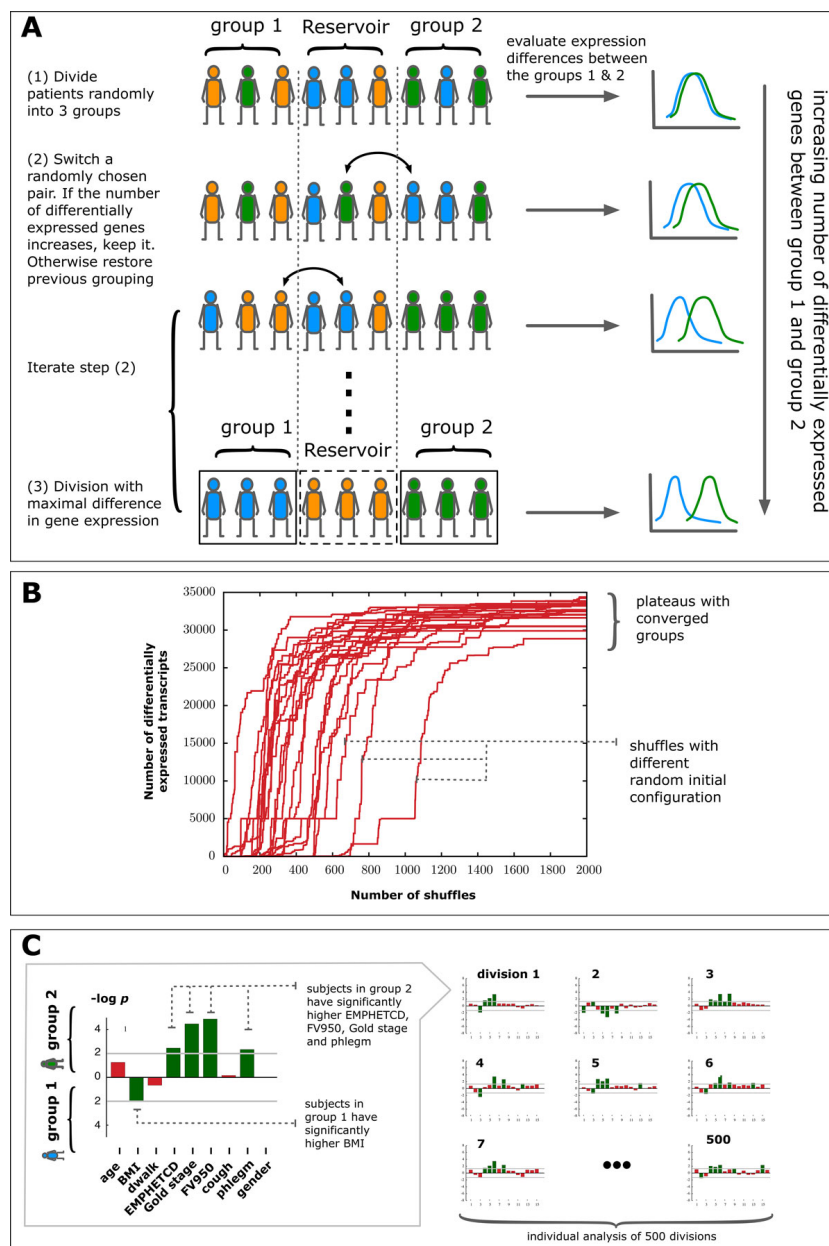 A
group 1
Reservoir
group 2
evaluate expression
differences between
the groups 1 & 2
(1) Divide
patients randomly
into 3 groups
(2) Switch a
randomly chosen
pair. If the number
of differentially
expressed genes
increases, keep it.
Otherwise restore
previous grouping
Iterate step (2)
group 1
Reservoir
group 2
(3) Division with
maximal difference
in gene expression
increasing number of differentially expressed
genes between group 1 and group 2
B
Number of differentially
expressed transcripts
35000
30000
25000
20000
15000
10000
5000
0
0 200 400 600 800 1000 1200 1400 1600 1800 2000
Number of shuffles
plateaus with
converged
groups
shuffles with
different
random initial
configuration
C
-log p
group 2
group 1
4
2
0
2
4
age
BMI
dwalk
EMPHETCD
Gold stage
FV950
cough
phlegm
gender
subjects in group 2
have significantly
higher EMPHETCD,
FV950, Gold stage
and phlegm
subjects in
group 1 have
significantly
higher BMI
division 1
2
3
4
5
6
7
500
individual analysis of 500 divisions